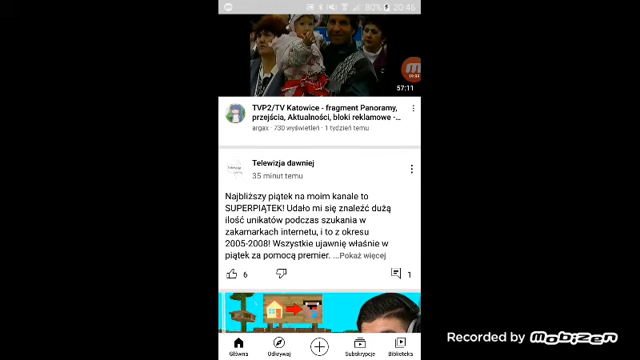 80% 20:46
57:11
TVP2/TV Katowice - fragment Panoramy,
przejścia, Aktualności, bloki reklamowe -...
argax · 730 wyświetleń · 1 tydzień temu
Telewizja dawniej
35 minut temu
Najbliższy piątek na moim kanale to
SUPERPIĄTEK! Udało mi się znaleźć dużą
ilość unikatów podczas szukania w
zakamarkach internetu, i to z okresu
2005-2008! Wszystkie ujawnię właśnie w
piątek za pomocą premier. ...Pokaż więcej
6 1
Główna Odkrywaj Subskrypcje Biblioteka
Recorded by mobizen